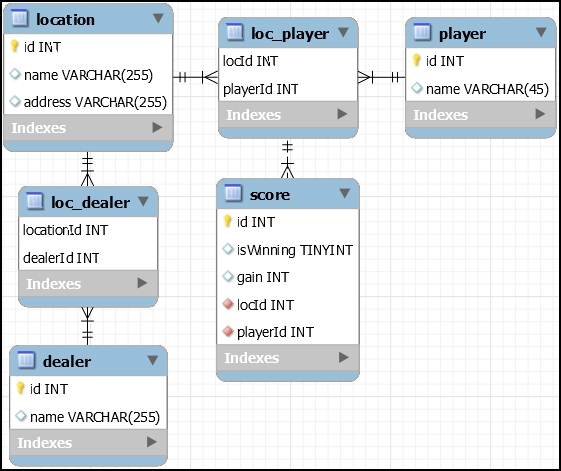 location
id INT
name VARCHAR(255)
address VARCHAR(255)
Indexes
loc_player
locId INT
playerId INT
Indexes
player
id INT
name VARCHAR(45)
Indexes
loc_dealer
locationId INT
dealerId INT
Indexes
score
id INT
isWinning TINYINT
gain INT
locId INT
playerId INT
Indexes
dealer
id INT
name VARCHAR(255)
Indexes